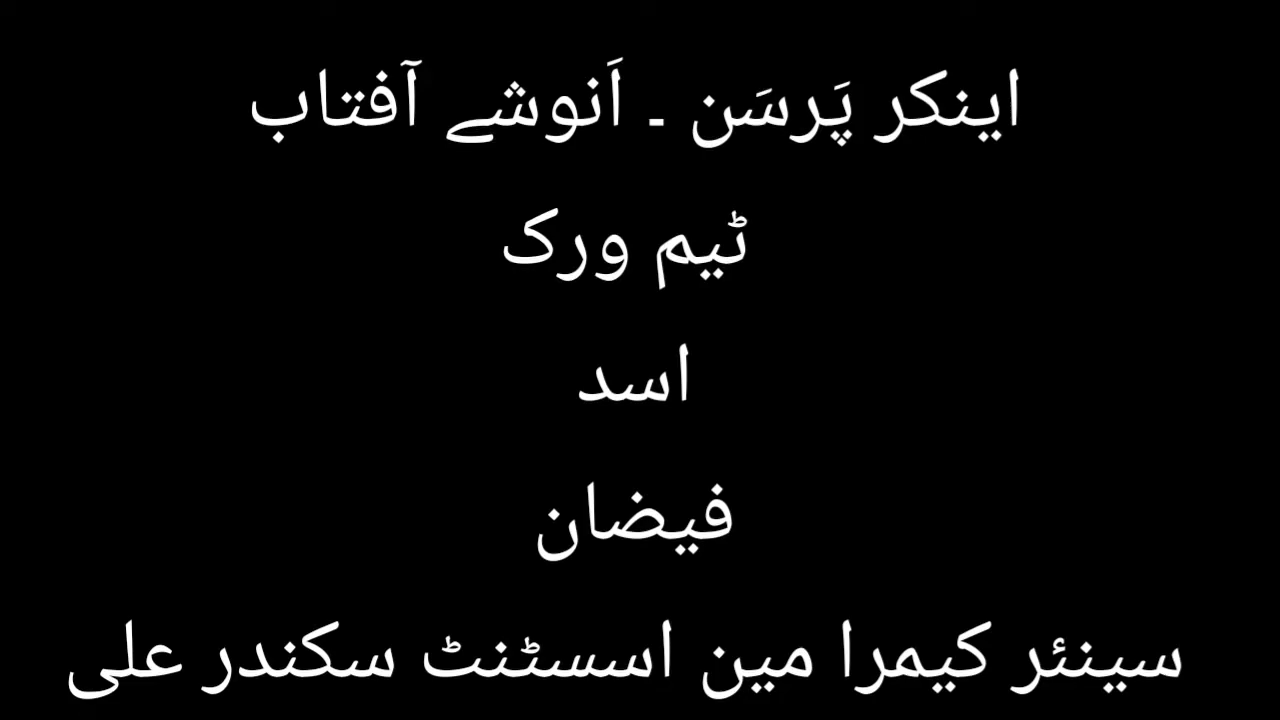 اینکر پَرسَن ۔ اَنوشے آفتاب
ٹیم ورک
اسد
فیضان
سینئر کیمرا مین اسسٹنٹ سکندر علی